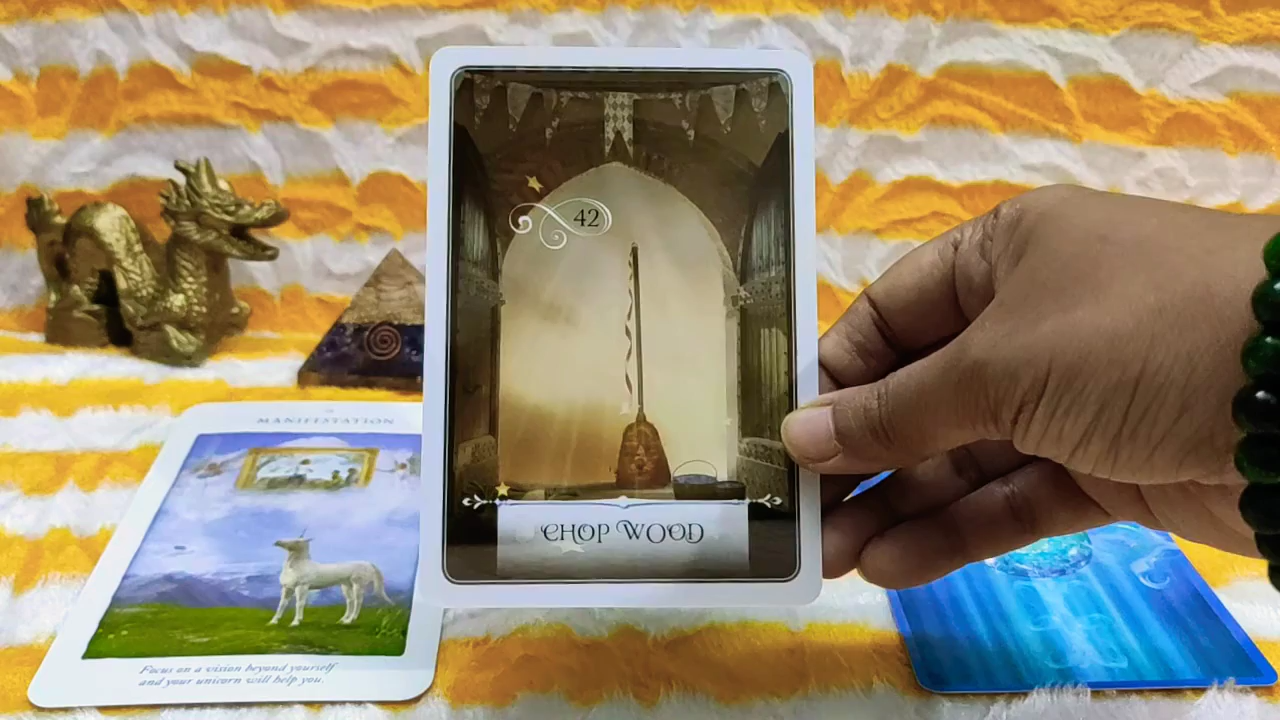 42
CHOP WOOD
MANIFESTATION
Focus on a vision beyond yourself
and your unicorn will help you.